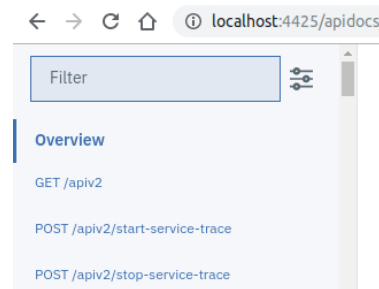 localhost:4425/apidocs
Filter
Overview
GET /apiv2
POST /apiv2/start-service-trace
POST /apiv2/stop-service-trace